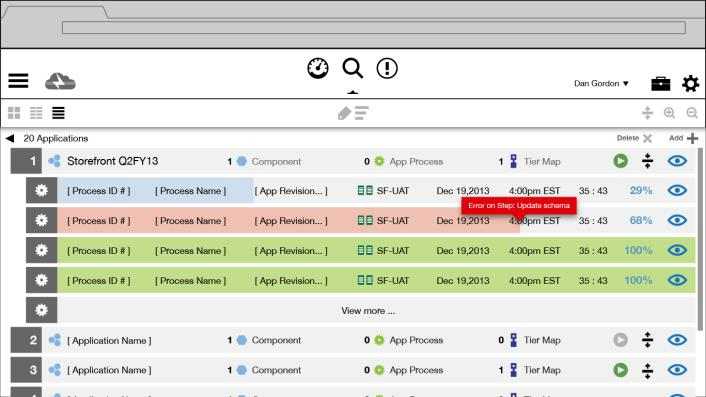 Dan Gordon ▼
20 Applications Delete Add
1 Storefront Q2FY13 1 Component 0 App Process 1 Tier Map
[ Process ID # ] [ Process Name ] [ App Revision... ] SF-UAT Dec 19,2013 4:00pm EST 35 : 43 29%
Error on Step: Update schema
[ Process ID # ] [ Process Name ] [ App Revision... ] SF-UAT Dec 19,2013 4:00pm EST 35 : 43 68%
[ Process ID # ] [ Process Name ] [ App Revision... ] SF-UAT Dec 19,2013 4:00pm EST 35 : 43 100%
[ Process ID # ] [ Process Name ] [ App Revision... ] SF-UAT Dec 19,2013 4:00pm EST 35 : 43 100%
View more ...
2 [ Application Name ] 1 Component 0 App Process 0 Tier Map
3 [ Application Name ] 1 Component 0 App Process 1 Tier Map